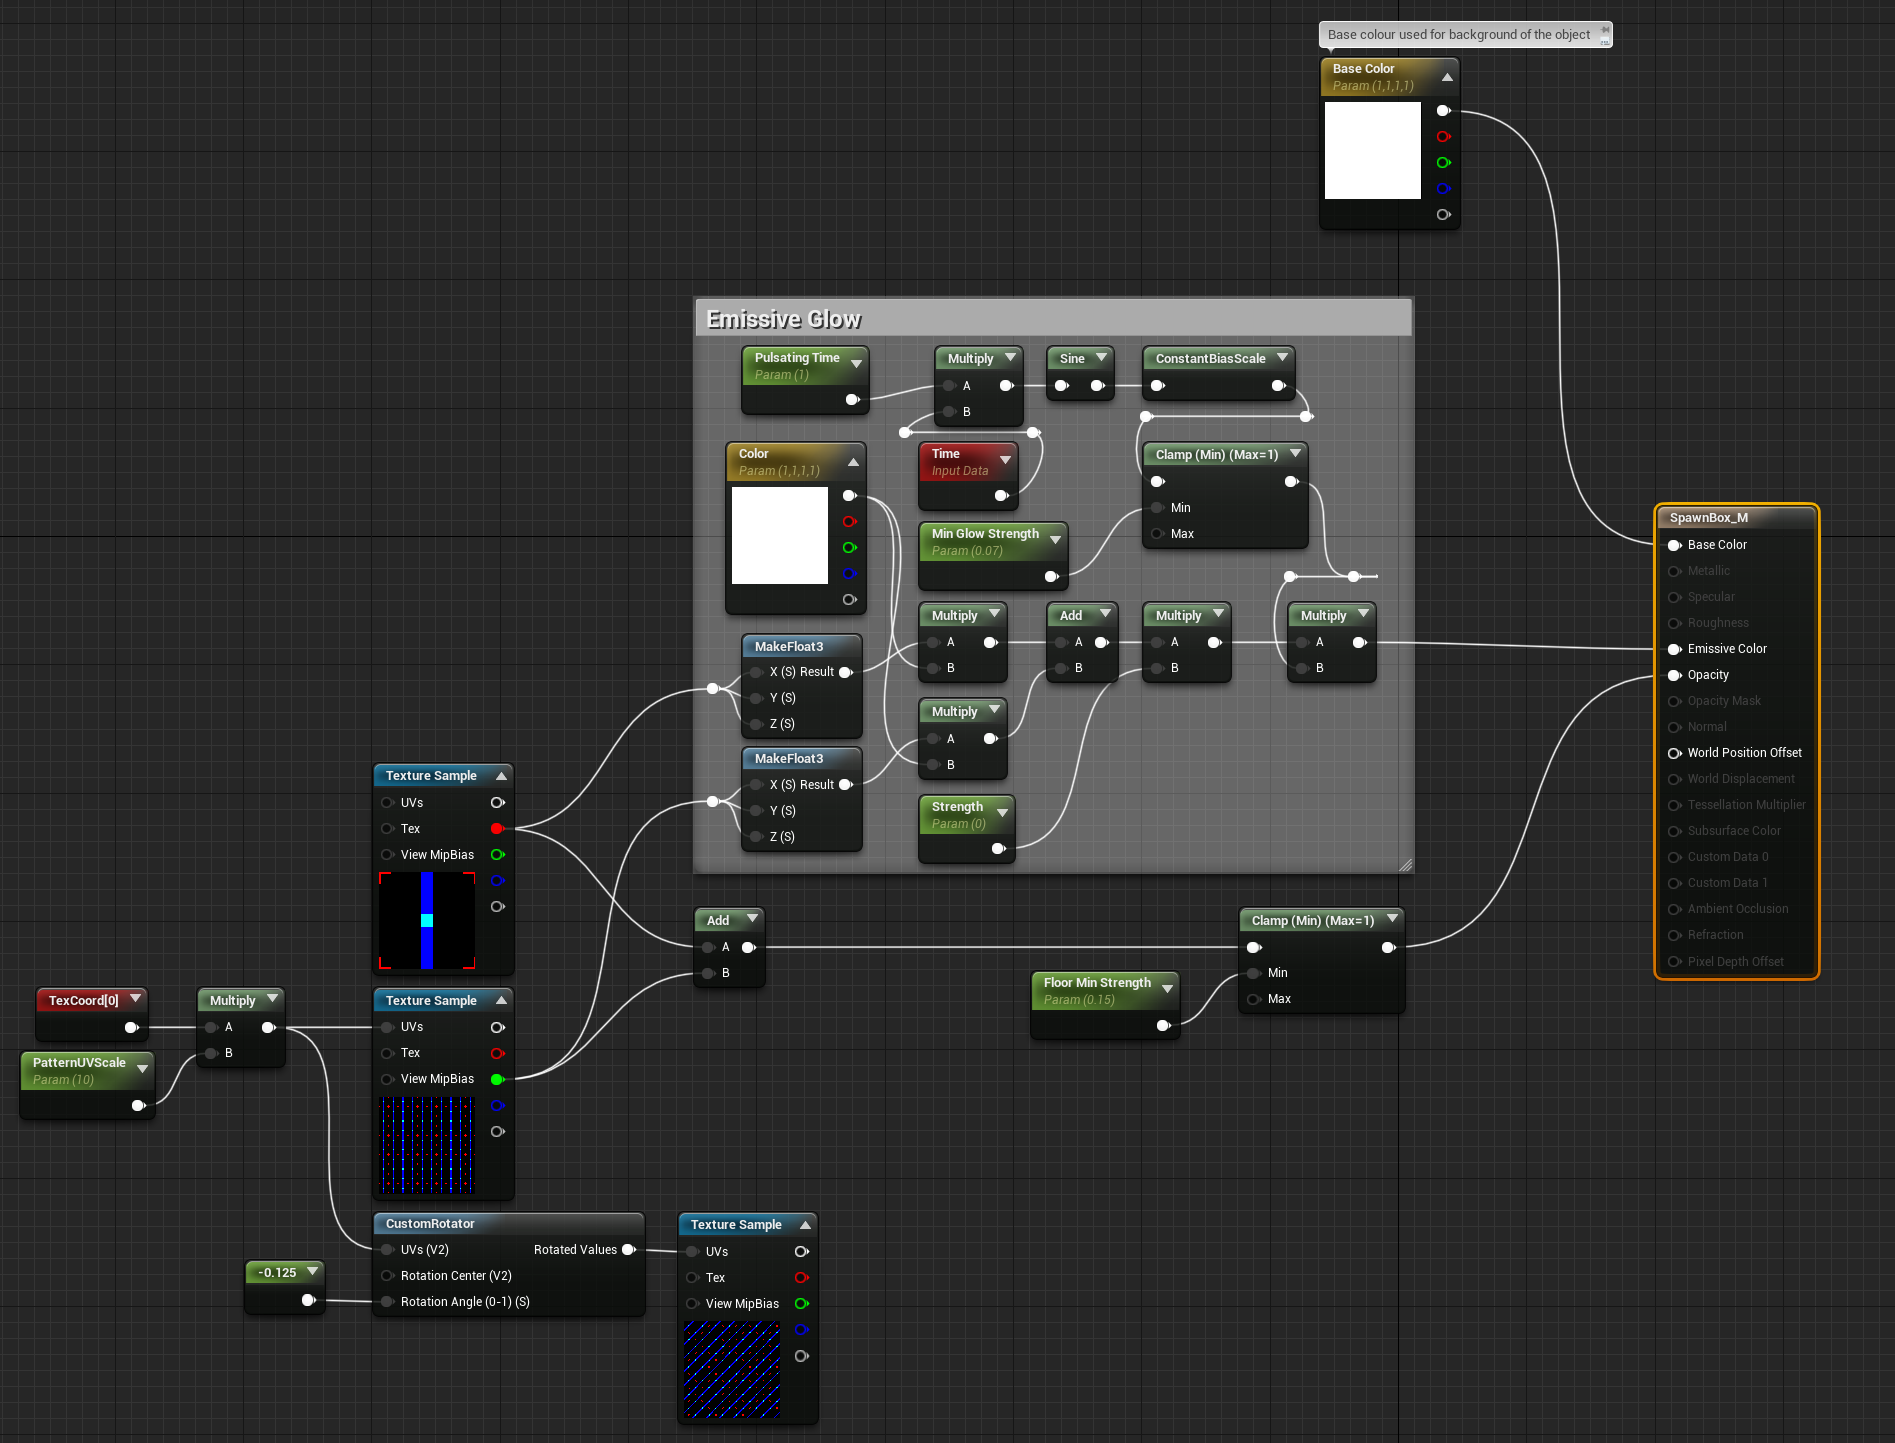 Base colour used for background of the object
Base Color
Param (1,1,1,1)
Emissive Glow
Pulsating Time
Param (1)
Multiply
A
B
Sine
ConstantBiasScale
Color
Param (1,1,1,1)
Time
Input Data
Clamp (Min) (Max=1)
Min
Max
Min Glow Strength
Param (0.07)
Multiply
A
B
Add
A
B
Multiply
A
B
Multiply
A
B
MakeFloat3
X (S) Result
Y (S)
Z (S)
Multiply
A
B
MakeFloat3
X (S) Result
Y (S)
Z (S)
Strength
Param (0)
SpawnBox_M
Base Color
Metallic
Specular
Roughness
Emissive Color
Opacity
Opacity Mask
Normal
World Position Offset
World Displacement
Tessellation Multiplier
Subsurface Color
Custom Data 0
Custom Data 1
Ambient Occlusion
Refraction
Pixel Depth Offset
Texture Sample
UVs
Tex
View MipBias
Add
A
B
Clamp (Min) (Max=1)
Min
Max
Floor Min Strength
Param (0.15)
TexCoord[0]
Multiply
A
B
PatternUVScale
Param (10)
Texture Sample
UVs
Tex
View MipBias
CustomRotator
UVs (V2) Rotated Values
Rotation Center (V2)
Rotation Angle (0-1) (S)
-0.125
Texture Sample
UVs
Tex
View MipBias